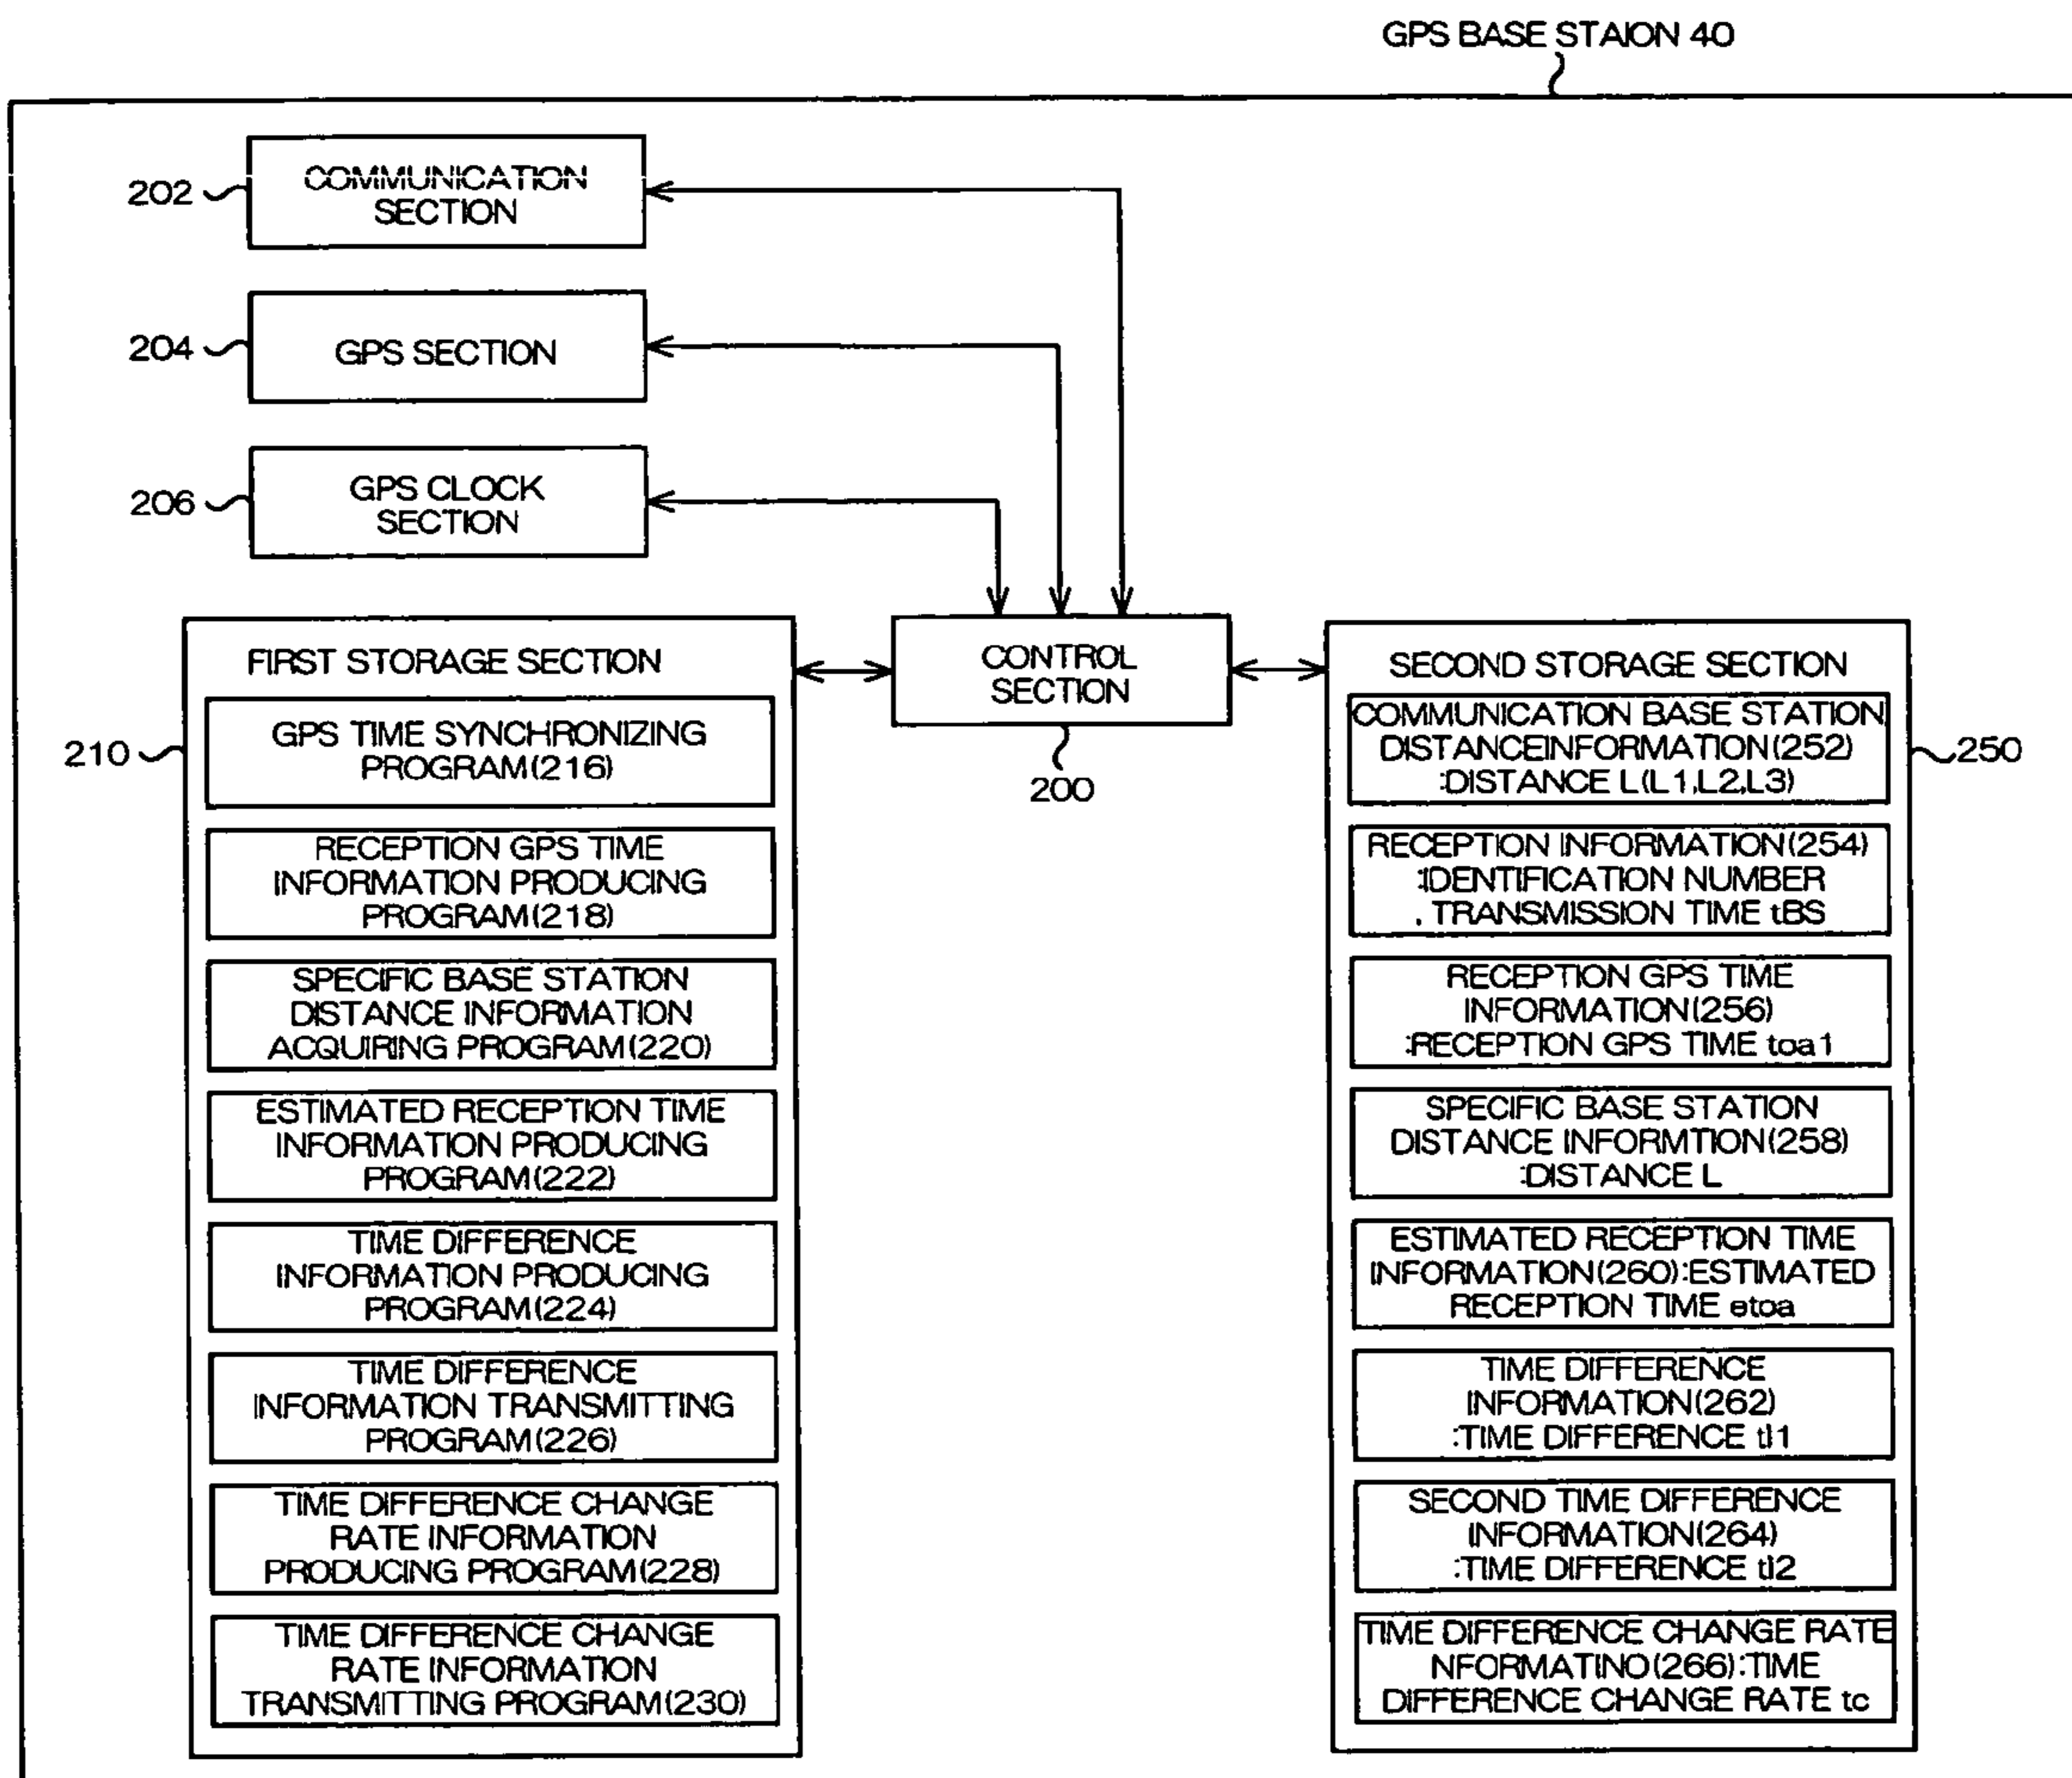 GPS BASE STAION 40
202
COMMUNICATION
SECTION
204
GPS SECTION
206
GPS CLOCK
SECTION
CONTROL
SECTION
200
210
FIRST STORAGE SECTION
GPS TIME SYNCHRONIZING
PROGRAM(216)
RECEPTION GPS TIME
INFORMATION PRODUCING
PROGRAM(218)
SPECIFIC BASE STATION
DISTANCE INFORMATION
ACQUIRING PROGRAM(220)
ESTIMATED RECEPTION TIME
INFORMATION PRODUCING
PROGRAM(222)
TIME DIFFERENCE
INFORMATION PRODUCING
PROGRAM(224)
TIME DIFFERENCE
INFORMATION TRANSMITTING
PROGRAM(226)
TIME DIFFERENCE CHANGE
RATE INFORMATION
PRODUCING PROGRAM(228)
TIME DIFFERENCE CHANGE
RATE INFORMATION
TRANSMITTING PROGRAM(230)
250
SECOND STORAGE SECTION
COMMUNICATION BASE STATION
DISTANCEINFORMATION(252)
:DISTANCE L(L1,L2,L3)
RECEPTION INFORMATION(254)
:IDENTIFICATION NUMBER
, TRANSMISSION TIME tBS
RECEPTION GPS TIME
INFORMATION(256)
:RECEPTION GPS TIME toa1
SPECIFIC BASE STATION
DISTANCE INFORMTION(258)
:DISTANCE L
ESTIMATED RECEPTION TIME
INFORMATION(260):ESTIMATED
RECEPTION TIME etoa
TIME DIFFERENCE
INFORMATION(262)
:TIME DIFFERENCE tl1
SECOND TIME DIFFERENCE
INFORMATION(264)
:TIME DIFFERENCE tl2
TIME DIFFERENCE CHANGE RATE
NFORMATINO(266):TIME
DIFFERENCE CHANGE RATE tc